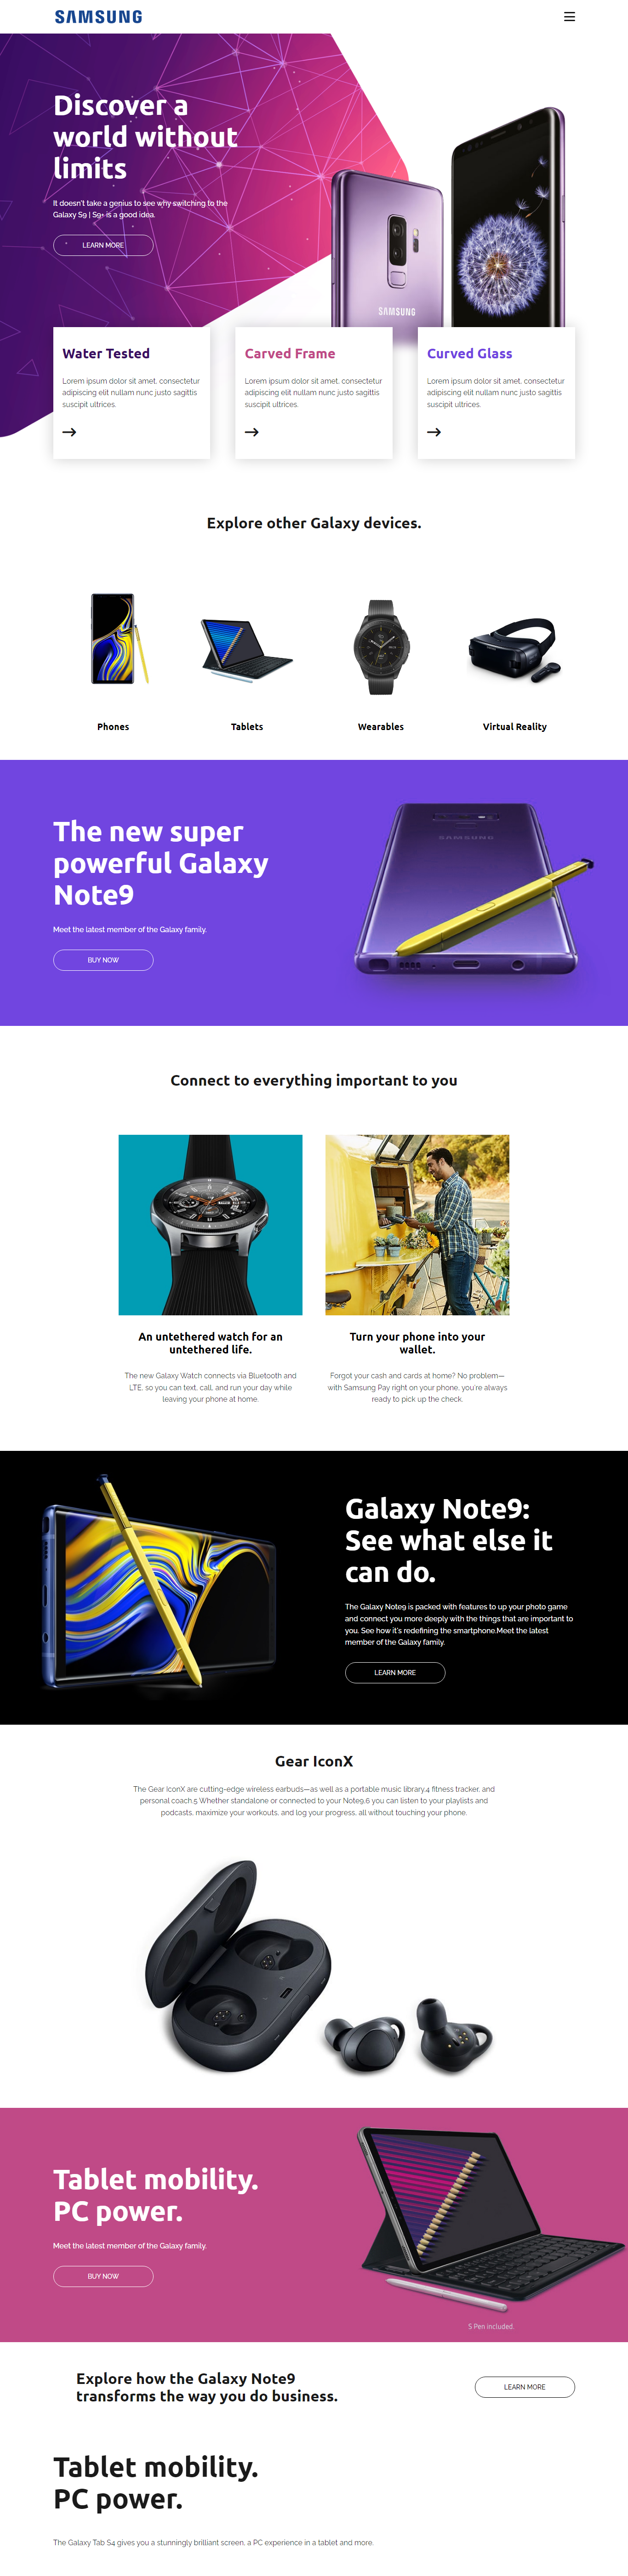 SAMSUNG
Discover a
world without
limits
It doesn't take a genius to see why switching to the
Galaxy S9 | S9+ is a good idea.
LEARN MORE
SAMSUNG
Water Tested
Lorem ipsum dolor sit amet, consectetur
adipiscing elit nullam nunc justo sagittis
suscipit ultrices.
Carved Frame
Lorem ipsum dolor sit amet, consectetur
adipiscing elit nullam nunc justo sagittis
suscipit ultrices.
Curved Glass
Lorem ipsum dolor sit amet, consectetur
adipiscing elit nullam nunc justo sagittis
suscipit ultrices.
Explore other Galaxy devices.
Phones
Tablets
Wearables
Virtual Reality
The new super
powerful Galaxy
Note9
Meet the latest member of the Galaxy family.
BUY NOW
SAMSUNG
Connect to everything important to you
An untethered watch for an
untethered life.
The new Galaxy Watch connects via Bluetooth and
LTE, so you can text, call, and run your day while
leaving your phone at home.
Turn your phone into your
wallet.
Forgot your cash and cards at home? No problem—
with Samsung Pay right on your phone, you're always
ready to pick up the check.
Galaxy Note9:
See what else it
can do.
The Galaxy Note9 is packed with features to up your photo game
and connect you more deeply with the things that are important to
you. See how it's redefining the smartphone.Meet the latest
member of the Galaxy family.
LEARN MORE
Gear IconX
The Gear IconX are cutting-edge wireless earbuds—as well as a portable music library,4 fitness tracker, and
personal coach.5 Whether standalone or connected to your Note9,6 you can listen to your playlists and
podcasts, maximize your workouts, and log your progress, all without touching your phone.
Tablet mobility.
PC power.
Meet the latest member of the Galaxy family.
BUY NOW
S Pen included.
Explore how the Galaxy Note9
transforms the way you do business.
LEARN MORE
Tablet mobility.
PC power.
The Galaxy Tab S4 gives you a stunningly brilliant screen, a PC experience in a tablet and more.